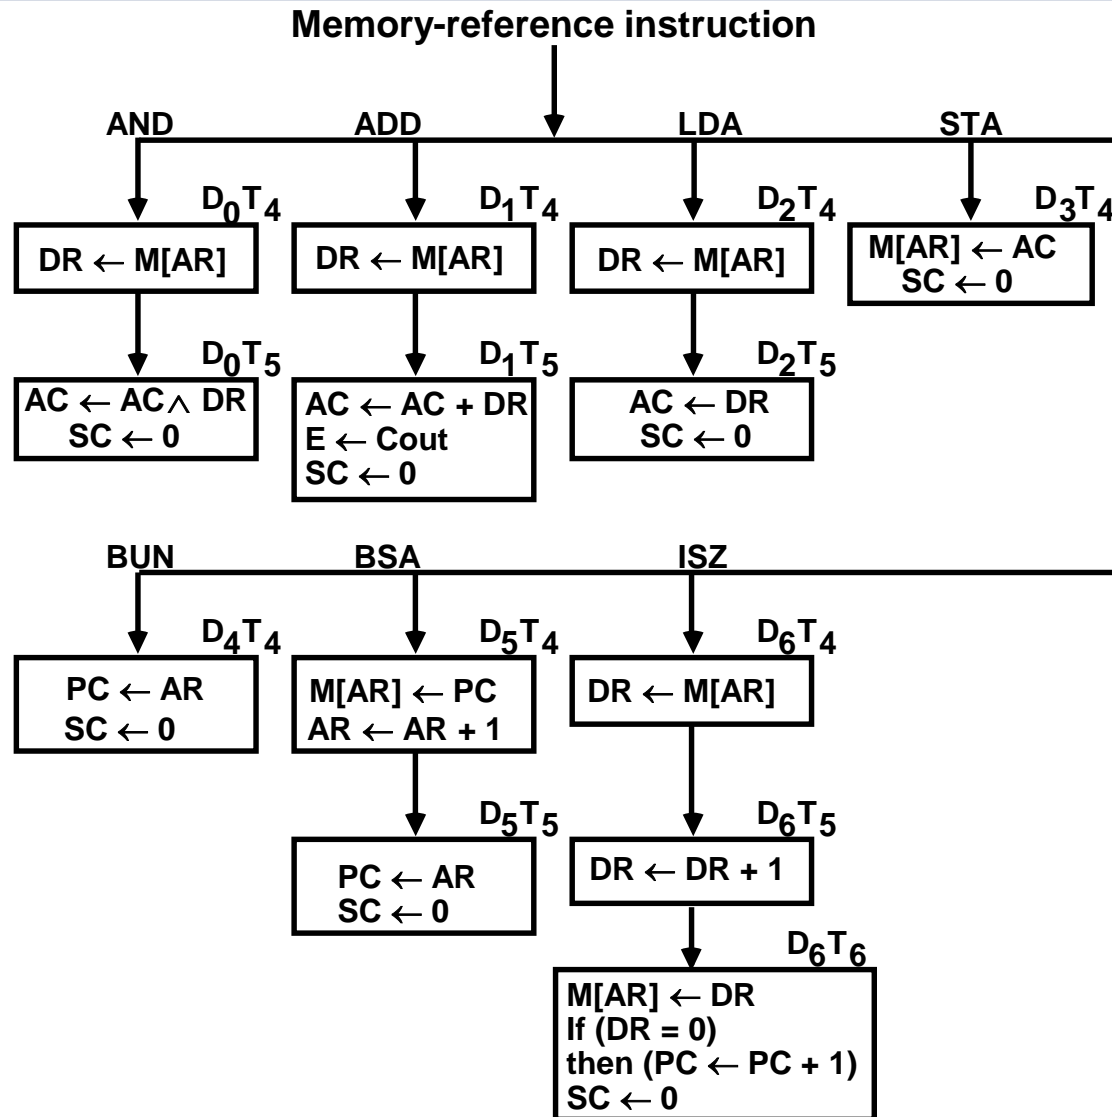 Memory-reference instruction
AND ADD LDA STA
D₀T₄ D₁T₄ D₂T₄ D₃T₄
DR ← M[AR]
DR ← M[AR]
DR ← M[AR]
M[AR] ← AC
SC ← 0
D₀T₅ D₁T₅ D₂T₅
AC ← AC ∧ DR
SC ← 0
AC ← AC + DR
E ← Cout
SC ← 0
AC ← DR
SC ← 0
BUN BSA ISZ
D₄T₄ D₅T₄ D₆T₄
PC ← AR
SC ← 0
M[AR] ← PC
AR ← AR + 1
DR ← M[AR]
D₅T₅ D₆T₅
PC ← AR
SC ← 0
DR ← DR + 1
D₆T₆
M[AR] ← DR
If (DR = 0)
then (PC ← PC + 1)
SC ← 0